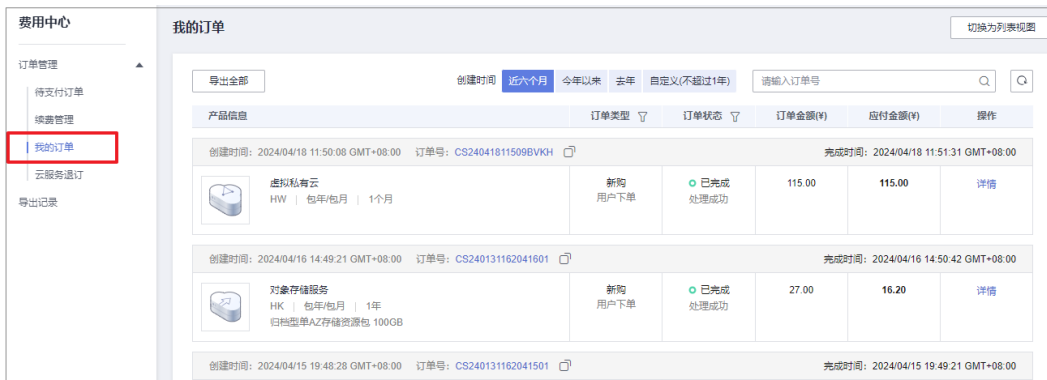 费用中心
我的订单
切换为列表视图
订单管理
待支付订单
续费管理
我的订单
云服务退订
导出记录
导出全部
创建时间 近六个月 今年以来 去年 自定义(不超过1年) 请输入订单号
产品信息 订单类型 订单状态 订单金额(¥) 应付金额(¥) 操作
创建时间: 2024/04/18 11:50:08 GMT+08:00 订单号: CS24041811509BVKH 完成时间: 2024/04/18 11:51:31 GMT+08:00
虚拟私有云 新购 已完成 115.00 115.00 详情
HW | 包年/包月 | 1个月 用户下单 处理成功
创建时间: 2024/04/16 14:49:21 GMT+08:00 订单号: CS240131162041601 完成时间: 2024/04/16 14:50:42 GMT+08:00
对象存储服务 新购 已完成 27.00 16.20 详情
HK | 包年/包月 | 1年 用户下单 处理成功
归档型单AZ存储资源包 100GB
创建时间: 2024/04/15 19:48:28 GMT+08:00 订单号: CS240131162041501 完成时间: 2024/04/15 19:49:21 GMT+08:00